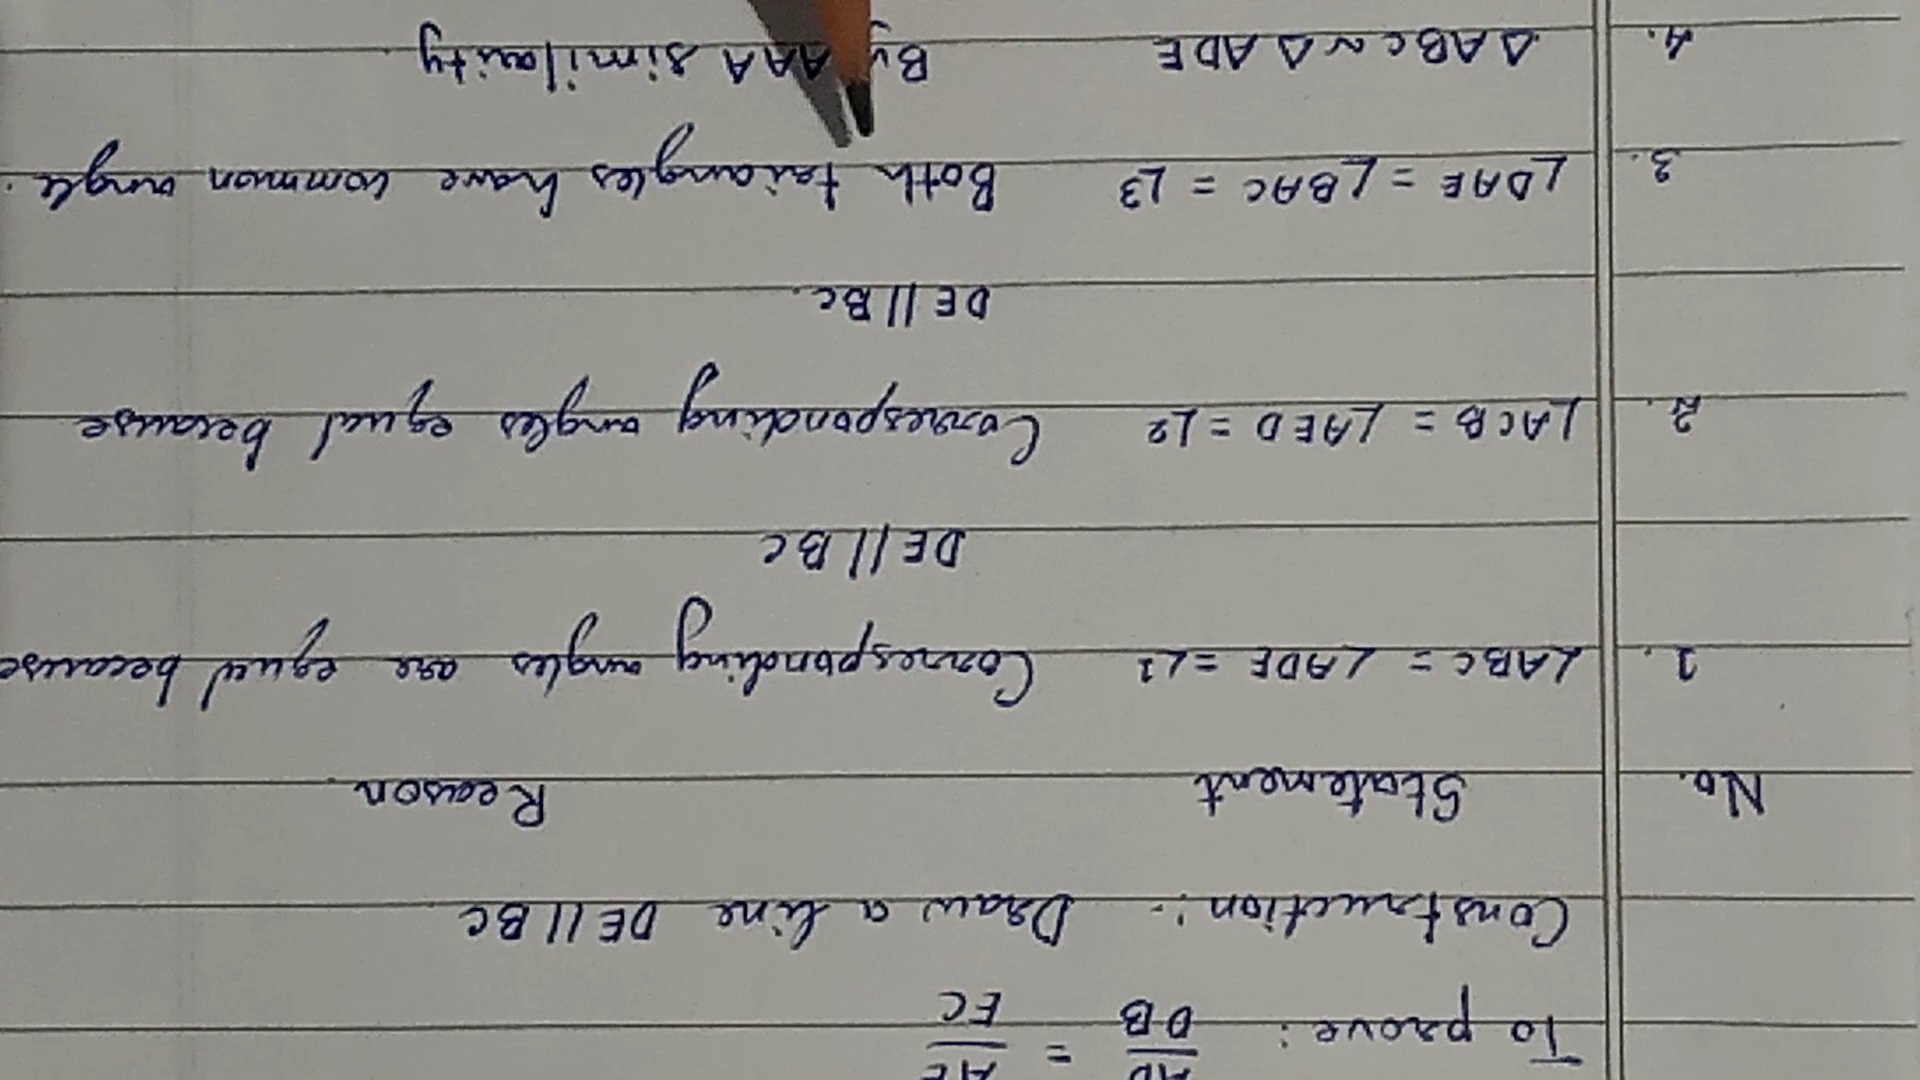 To prove: AD/DB = AE/EC
Construction:- Draw a line DE||BC
No. Statement Reason
1. ∠ABC = ∠ADE = ∠1 Corresponding angles are equal because
DE||BC
2. ∠ACB = ∠AED = ∠2 Corresponding angles equal because
DE||BC.
3. ∠DAE = ∠BAC = ∠3 Both triangles have common angle.
4. ΔABC ~ ΔADE By AAA similarity.